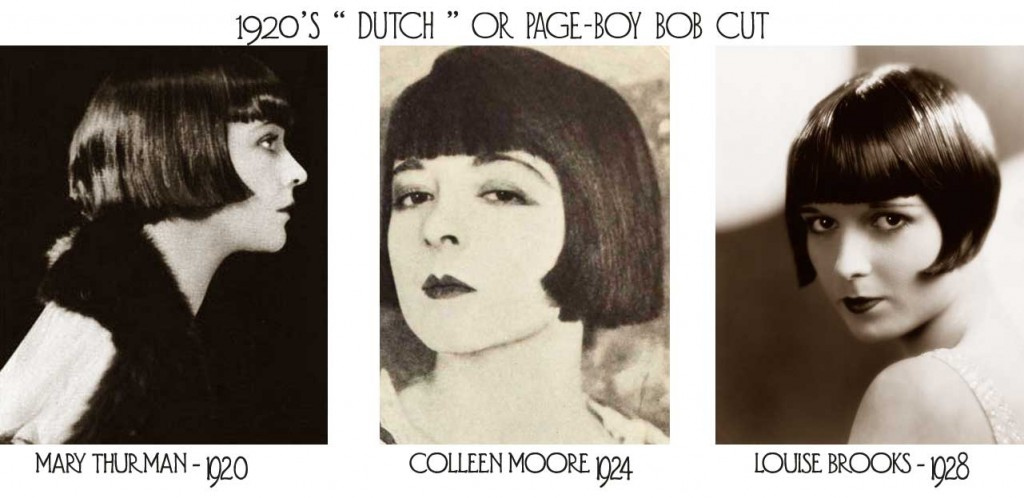 1920'S “ DUTCH ” OR PAGE-BOY BOB CUT
MARY THURMAN - 1920
COLLEEN MOORE 1924
LOUISE BROOKS - 1928